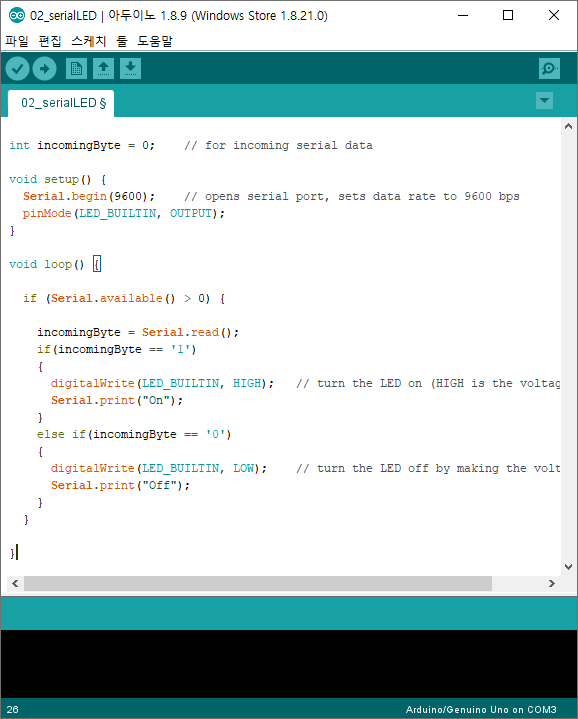 02_serialLED | 아두이노 1.8.9 (Windows Store 1.8.21.0)
파일 편집 스케치 툴 도움말
02_serialLED §
int incomingByte = 0;    // for incoming serial data
void setup() {
  Serial.begin(9600);    // opens serial port, sets data rate to 9600 bps
  pinMode(LED_BUILTIN, OUTPUT);
}
void loop() {
  if (Serial.available() > 0) {
    incomingByte = Serial.read();
    if(incomingByte == '1')
    {
      digitalWrite(LED_BUILTIN, HIGH);   // turn the LED on (HIGH is the voltag
      Serial.print("On");
    }
    else if(incomingByte == '0')
    {
      digitalWrite(LED_BUILTIN, LOW);    // turn the LED off by making the volt
      Serial.print("Off");
    }
  }
}
26
Arduino/Genuino Uno on COM3